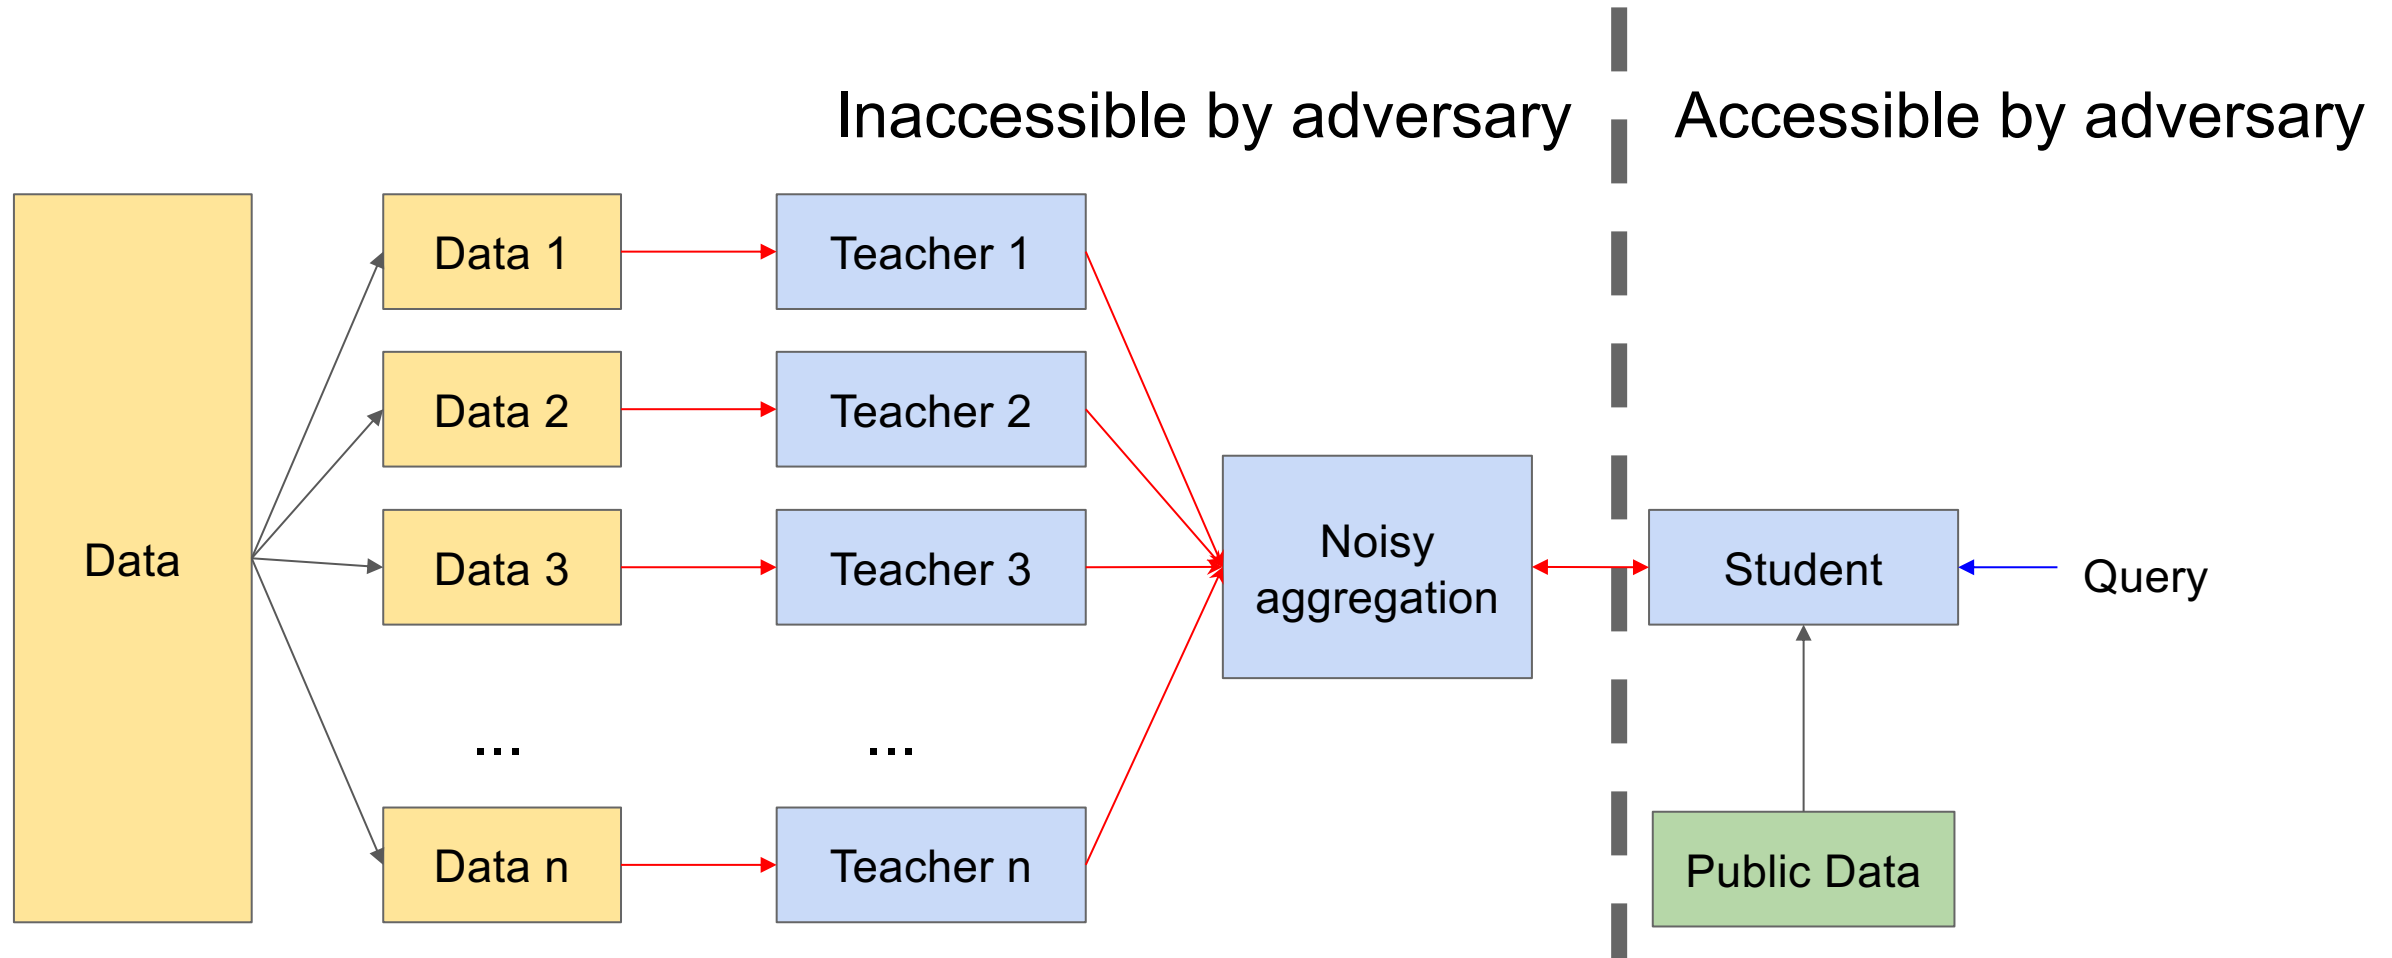 Inaccessible by adversary
Accessible by adversary
Data
Data 1
Teacher 1
Data 2
Teacher 2
Data 3
Teacher 3
Noisy
aggregation
Student
Query
...
...
Data n
Teacher n
Public Data